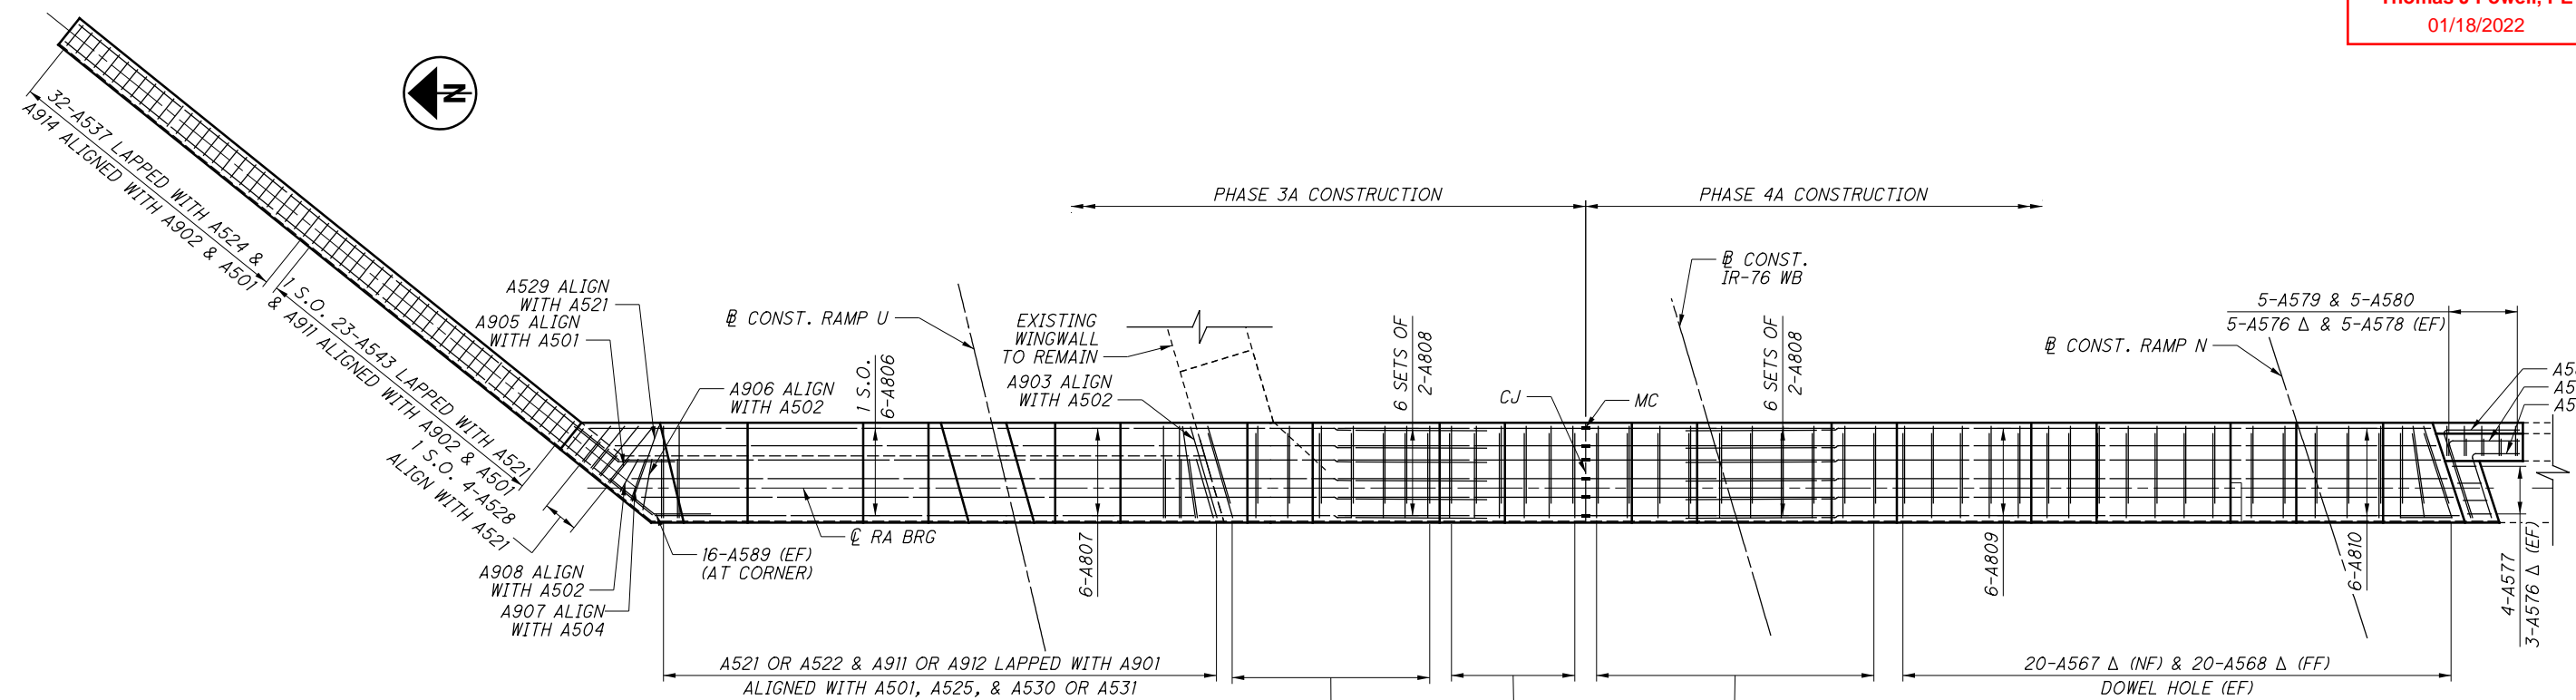 01/18/2022
N
32-A537 LAPPED WITH A524 &
A914 ALIGNED WITH A902 & A501
1 S.O. 23-A543 LAPPED WITH A521
& A911 ALIGNED WITH A902 & A501
1 S.O. 4-A528
ALIGN WITH A521
A529 ALIGN
WITH A521
A905 ALIGN
WITH A501
A906 ALIGN
WITH A502
A908 ALIGN
WITH A502
A907 ALIGN
WITH A504
16-A589 (EF)
(AT CORNER)
℄ RA BRG
1 S.O.
6-A806
B̶L CONST. RAMP U
EXISTING
WINGWALL
TO REMAIN
A903 ALIGN
WITH A502
6-A807
A521 OR A522 & A911 OR A912 LAPPED WITH A901
ALIGNED WITH A501, A525, & A530 OR A531
PHASE 3A CONSTRUCTION
PHASE 4A CONSTRUCTION
6 SETS OF
2-A808
CJ
MC
BL CONST.
IR-76 WB
6 SETS OF
2-A808
BL CONST. RAMP N
6-A809
6-A810
5-A579 & 5-A580
5-A576 Δ & 5-A578 (EF)
4-A577
3-A576 Δ (EF)
20-A567 Δ (NF) & 20-A568 Δ (FF)
DOWEL HOLE (EF)